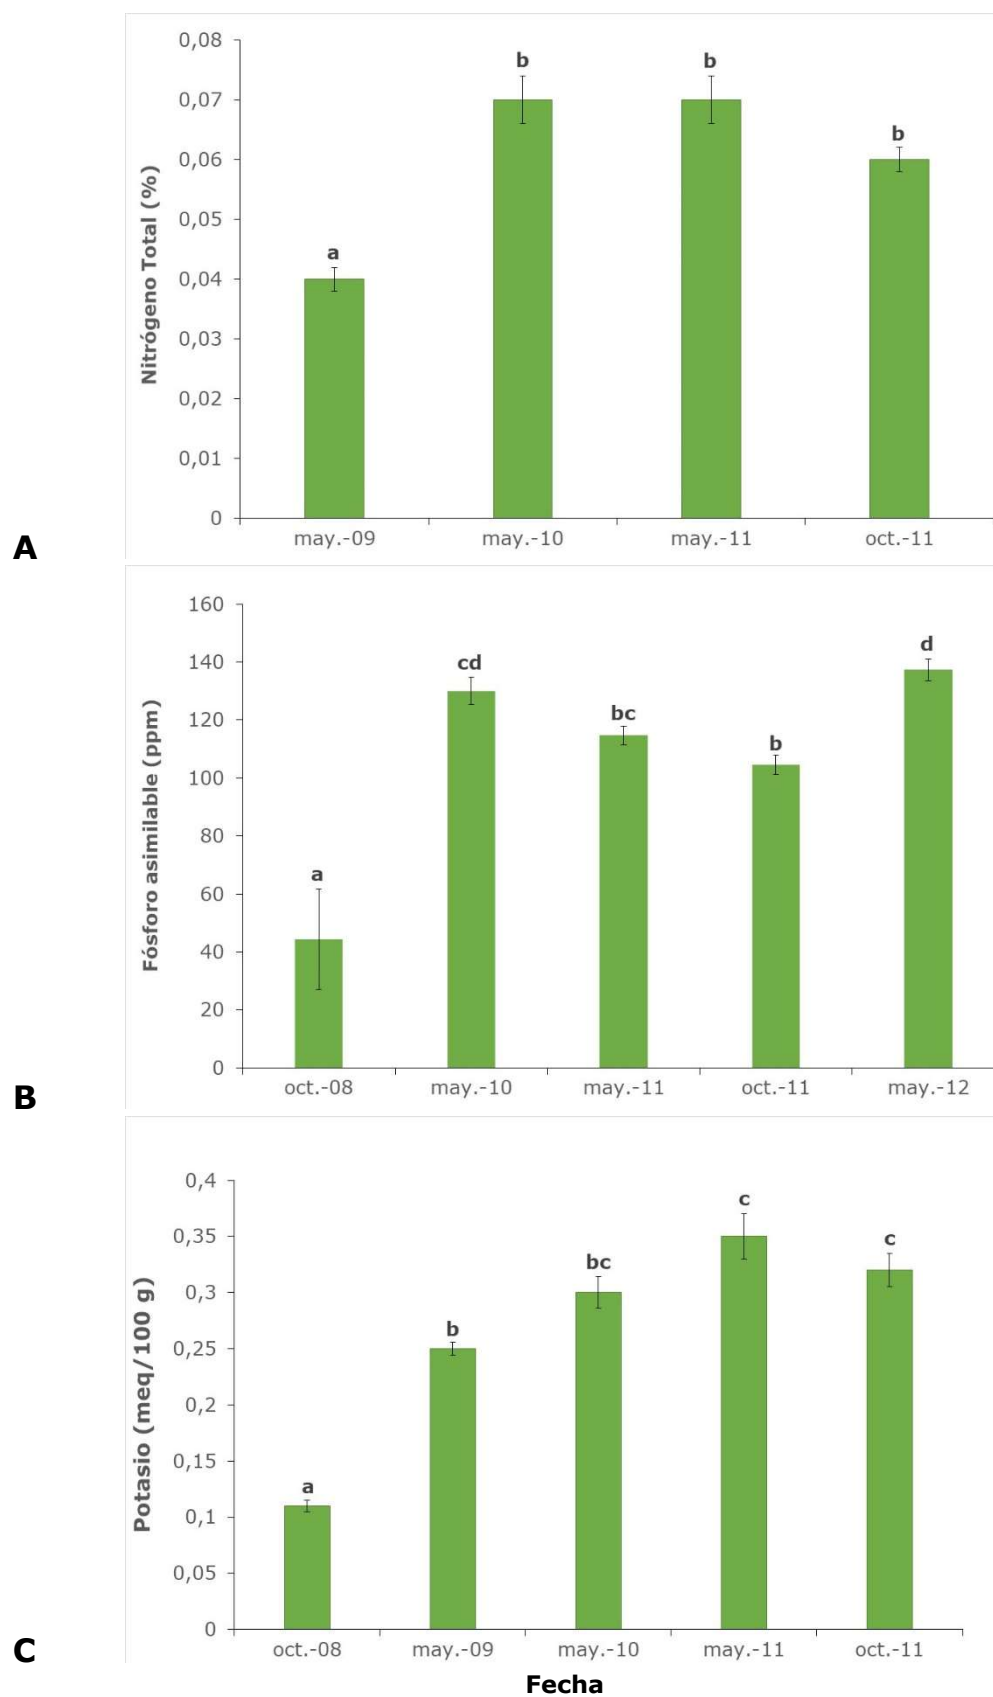 0,08
0,07
0,06
0,05
0,04
0,03
0,02
0,01
0
Nitrógeno Total (%)
a
b
b
b
may.-09 may.-10 may.-11 oct.-11
A
160
140
120
100
80
60
40
20
0
Fósforo asimilable (ppm)
a
cd
bc
b
d
oct.-08 may.-10 may.-11 oct.-11 may.-12
B
0,4
0,35
0,3
0,25
0,2
0,15
0,1
0,05
0
Potasio (meq/100 g)
a
b
bc
c
c
oct.-08 may.-09 may.-10 may.-11 oct.-11
C
Fecha